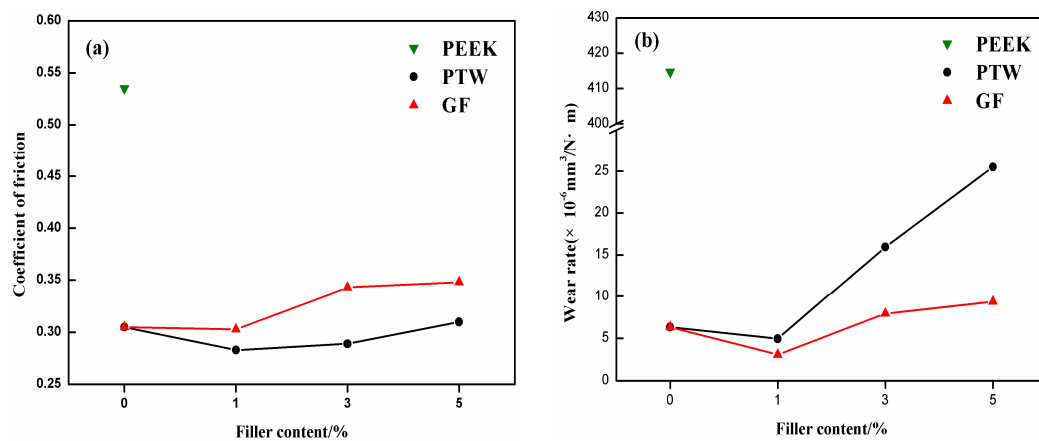 (a)
PEEK
PTW
GF
0.60
0.55
0.50
0.45
0.40
0.35
0.30
0.25
Coefficient of friction
0 1 3 5
Filler content/%
(b)
PEEK
PTW
GF
430
420
410
400
25
20
15
10
5
0
Wear rate(× 10⁻⁶mm³/N· m)
0 1 3 5
Filler content/%